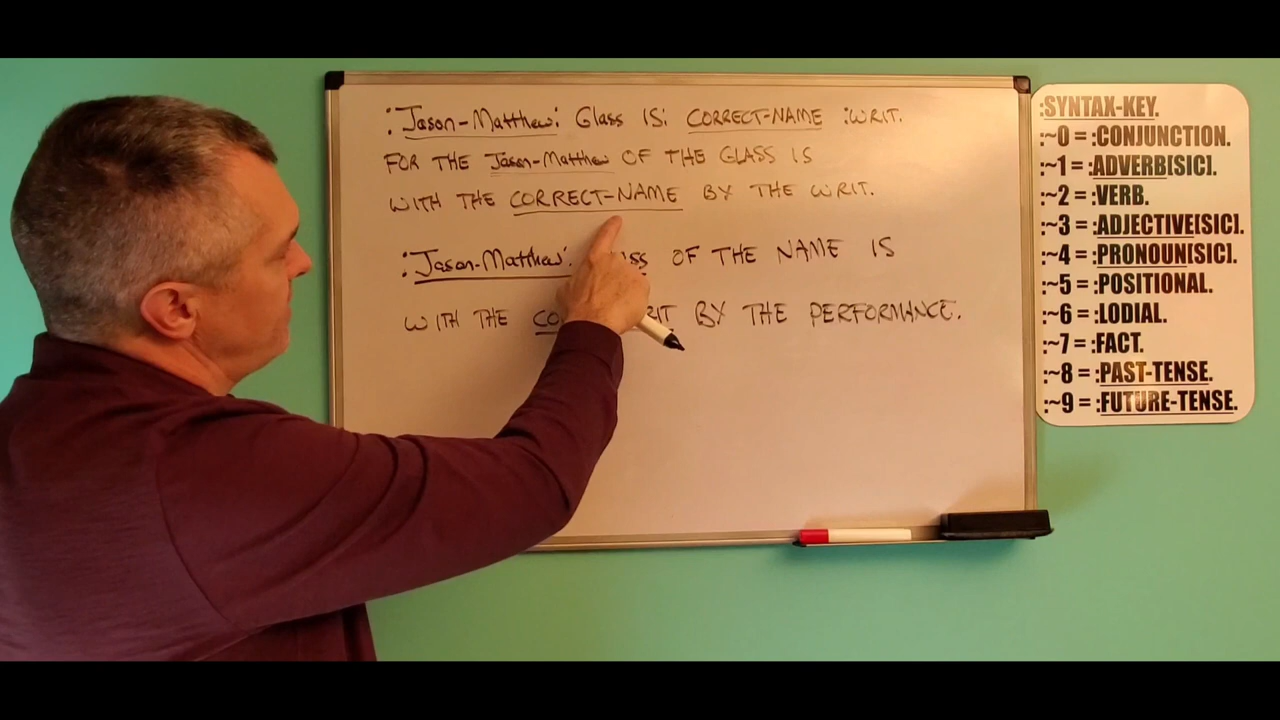 :Jason-Matthew: Glass IS: CORRECT-NAME :WRIT.
FOR THE Jason-Matthew OF THE GLASS IS
WITH THE CORRECT-NAME BY THE WRIT.
:Jason-Matthew: OF THE NAME IS
WITH THE BY THE PERFORMANCE.
:SYNTAX-KEY.
:~0 = :CONJUNCTION.
:~1 = :ADVERB[SIC].
:~2 = :VERB.
:~3 = :ADJECTIVE[SIC].
:~4 = :PRONOUN[SIC].
:~5 = :POSITIONAL.
:~6 = :LODIAL.
:~7 = :FACT.
:~8 = :PAST-TENSE.
:~9 = :FUTURE-TENSE.